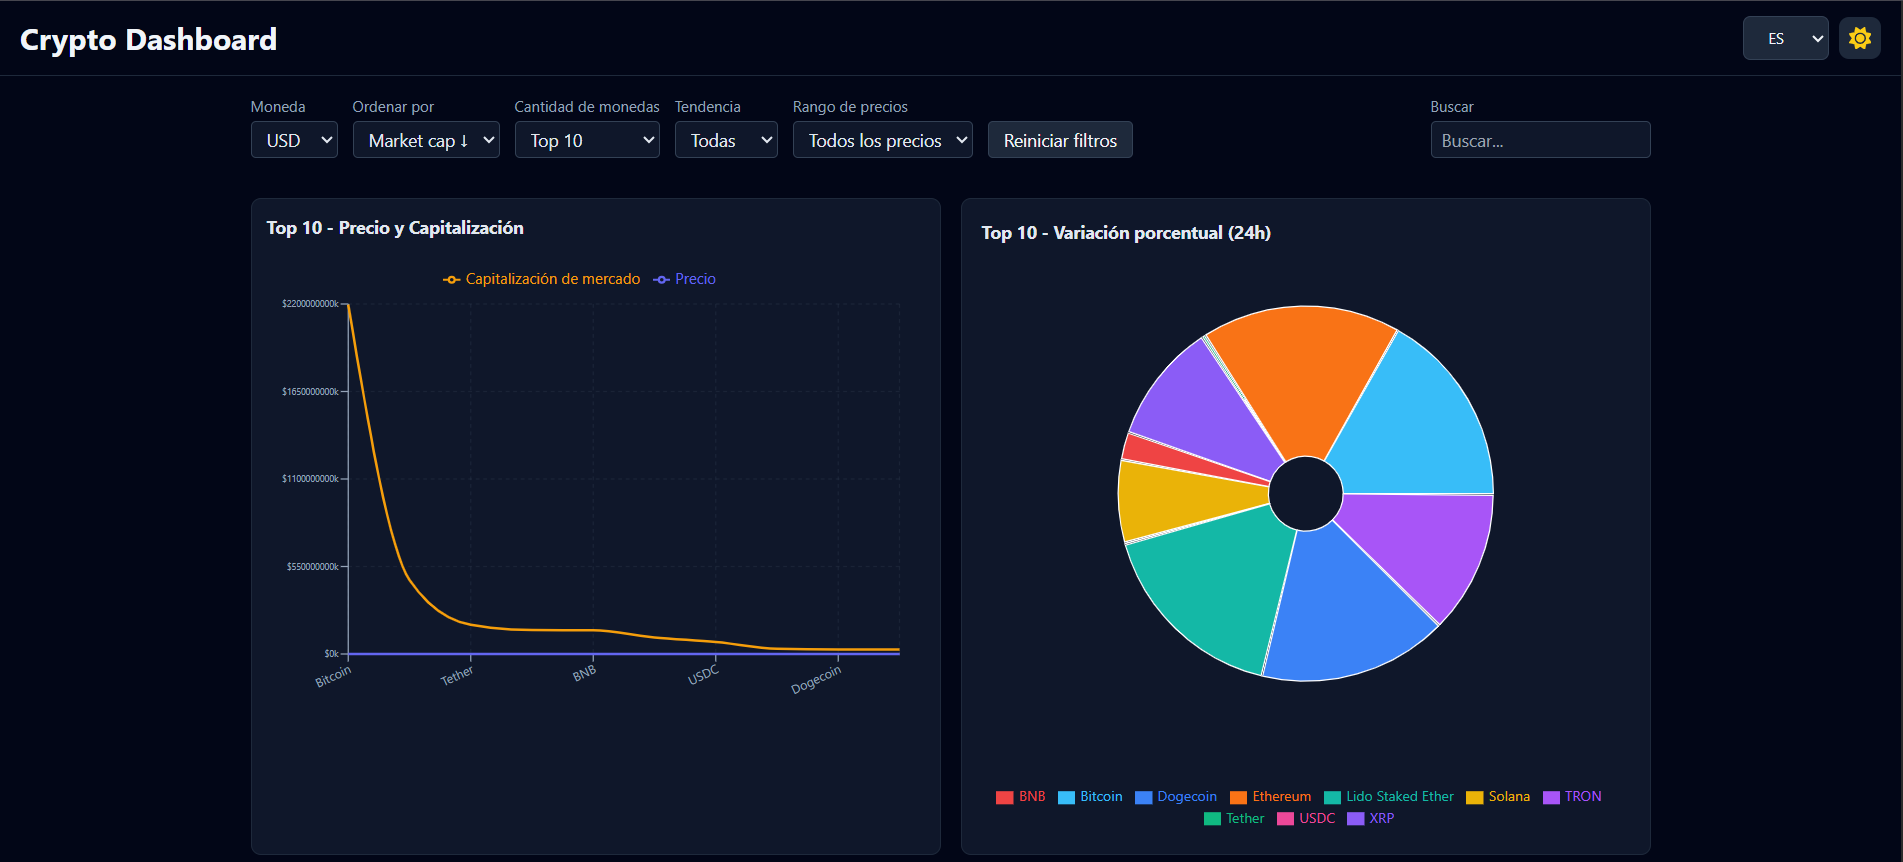 Crypto Dashboard
ES
Moneda
Ordenar por
Cantidad de monedas
Tendencia
Rango de precios
Buscar
USD
Market cap ↓
Top 10
Todas
Todos los precios
Reiniciar filtros
Buscar...
Top 10 - Precio y Capitalización
Capitalización de mercado
Precio
$2200000000k
$1650000000k
$1100000000k
$550000000k
$0k
Bitcoin
Tether
BNB
USDC
Dogecoin
Top 10 - Variación porcentual (24h)
BNB
Bitcoin
Dogecoin
Ethereum
Lido Staked Ether
Solana
TRON
Tether
USDC
XRP